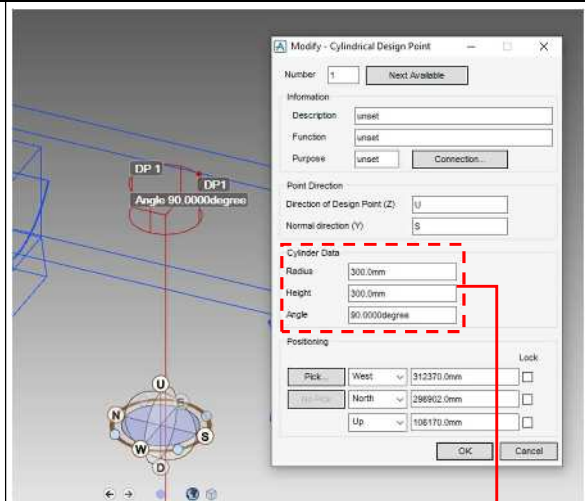 Modify - Cylindrical Design Point
Number 1 Next Available
Information
Description unset
Function unset
Purpose unset Connection...
Point Direction
Direction of Design Point (Z) U
Normal direction (Y) S
Cylinder Data
Radius 300.0mm
Height 300.0mm
Angle 90.0000degree
Positioning
Lock
Pick... West 312370.0mm
No Pick North 298902.0mm
Up 106170.0mm
OK Cancel
DP 1
DP1
Angle 90.0000degree
U
N
E
W
S
D